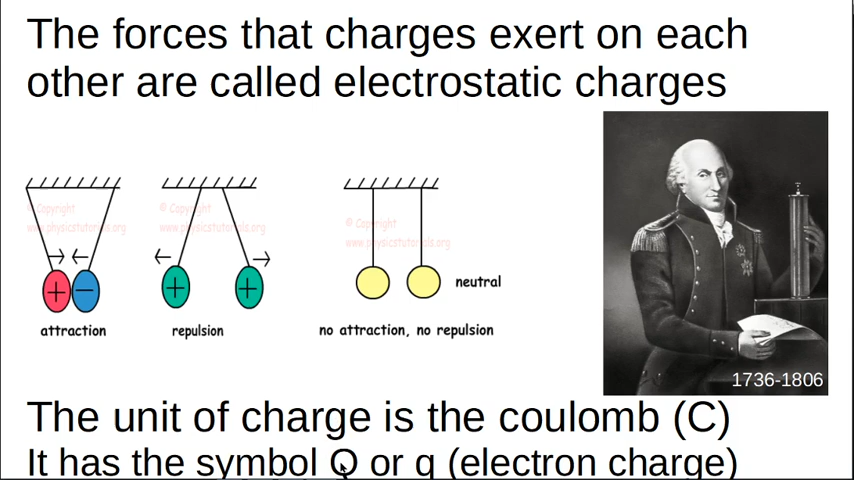 The forces that charges exert on each
other are called electrostatic charges
© Copyright
www.physicstutorials.org
© Copyright
www.physicstutorials.org
© Copyright
www.physicstutorials.org
+
−
+
+
neutral
attraction
repulsion
no attraction, no repulsion
1736-1806
The unit of charge is the coulomb (C)
It has the symbol Q or q (electron charge)